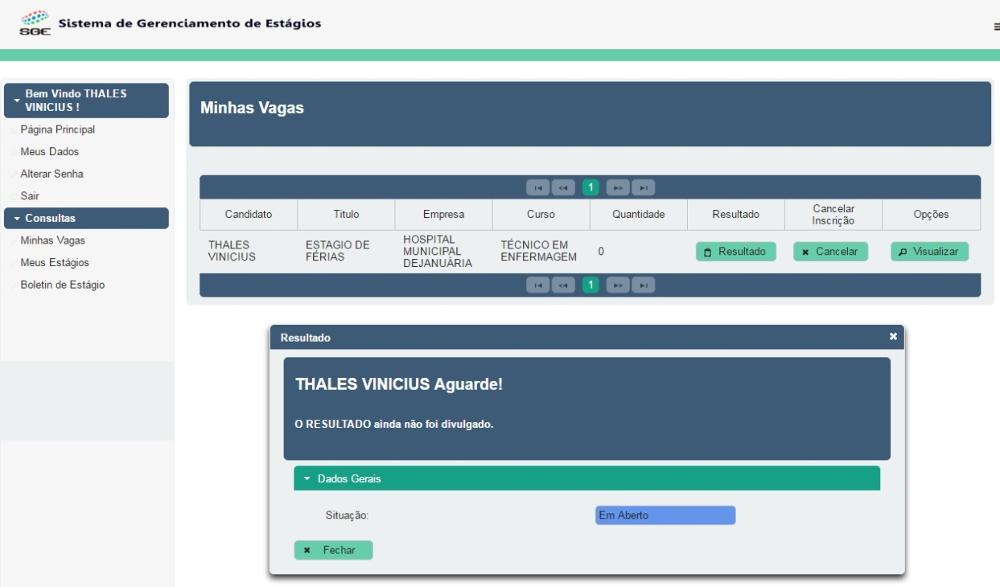 SGE Sistema de Gerenciamento de Estágios
Bem Vindo THALES
VINICIUS !
Página Principal
Meus Dados
Alterar Senha
Sair
Consultas
Minhas Vagas
Meus Estágios
Boletin de Estágio
Minhas Vagas
1
Candidato Titulo Empresa Curso Quantidade Resultado Cancelar Inscrição Opções
THALES VINICIUS ESTAGIO DE FÉRIAS HOSPITAL MUNICIPAL DEJANUÁRIA TÉCNICO EM ENFERMAGEM 0 Resultado Cancelar Visualizar
1
Resultado
THALES VINICIUS Aguarde!
O RESULTADO ainda não foi divulgado.
Dados Gerais
Situação: Em Aberto
Fechar